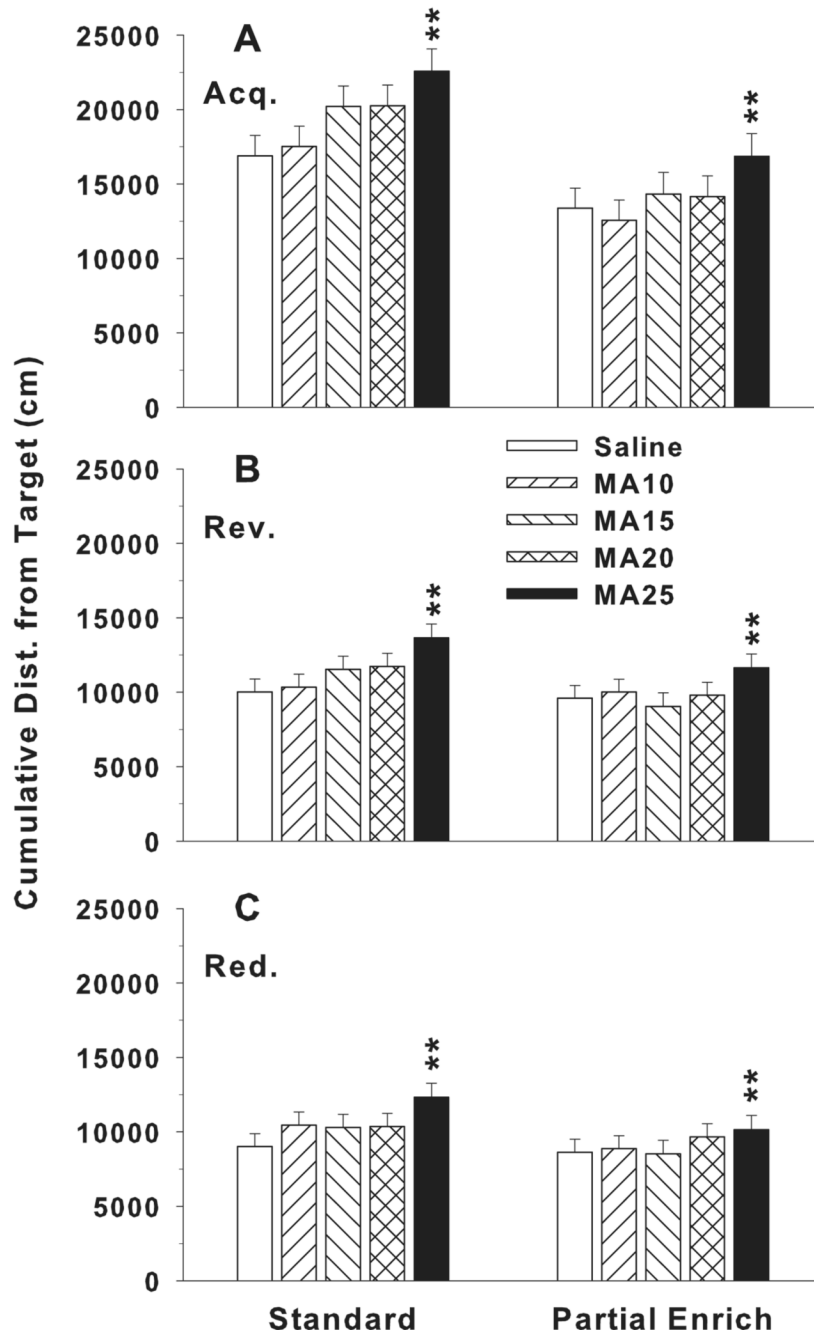 Cumulative Dist. from Target (cm)
A
Acq.
25000
20000
15000
10000
5000
0
**
**
B
Rev.
25000
20000
15000
10000
5000
0
Saline
MA10
MA15
MA20
MA25
**
**
C
Red.
25000
20000
15000
10000
5000
0
**
**
Standard
Partial Enrich